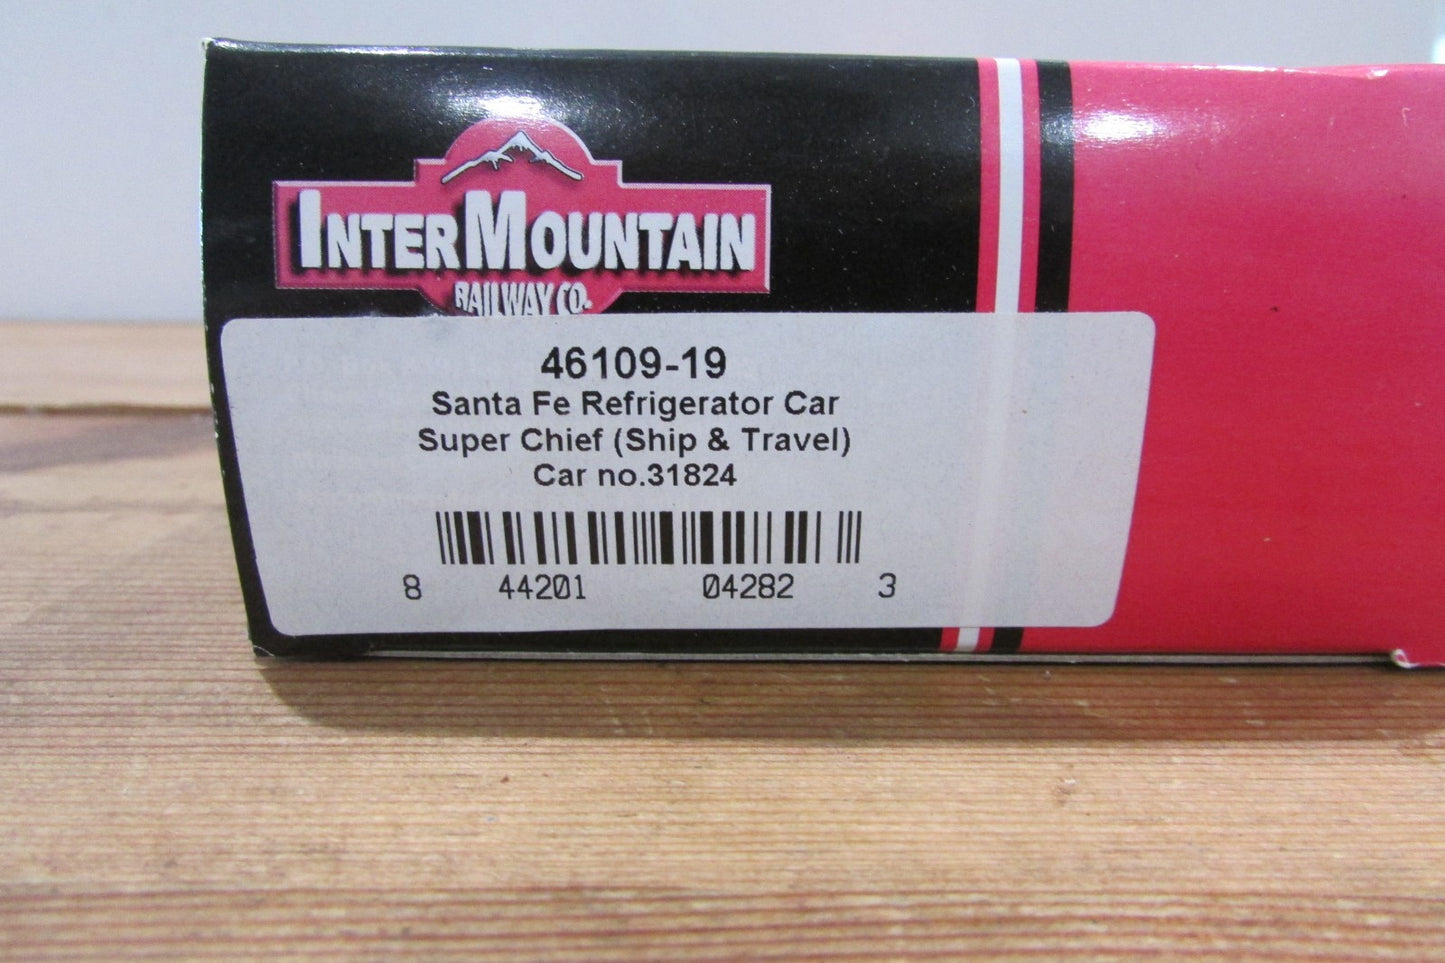 INTERMOUNTAIN
RAILWAY CO.
46109-19
Santa Fe Refrigerator Car
Super Chief (Ship & Travel)
Car no.31824
8 44201 04282 3